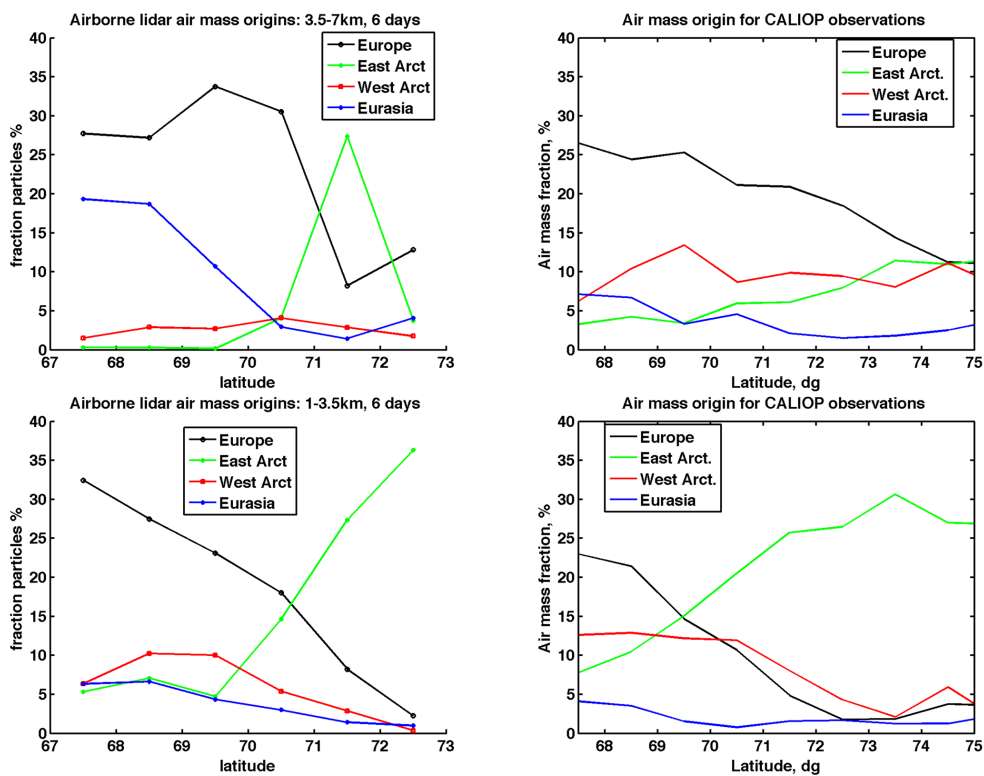 Airborne lidar air mass origins: 3.5-7km, 6 days
fraction particles %
40
35
30
25
20
15
10
5
0
Europe
East Arct
West Arct
Eurasia
67 68 69 70 71 72 73
latitude
Air mass origin for CALIOP observations
Air mass fraction, %
40
35
30
25
20
15
10
5
0
Europe
East Arct.
West Arct.
Eurasia
68 69 70 71 72 73 74 75
Latitude, dg
Airborne lidar air mass origins: 1-3.5km, 6 days
fraction particles %
40
35
30
25
20
15
10
5
0
Europe
East Arct
West Arct
Eurasia
67 68 69 70 71 72 73
latitude
Air mass origin for CALIOP observations
Air mass fraction, %
40
35
30
25
20
15
10
5
0
Europe
East Arct.
West Arct.
Eurasia
68 69 70 71 72 73 74 75
Latitude, dg